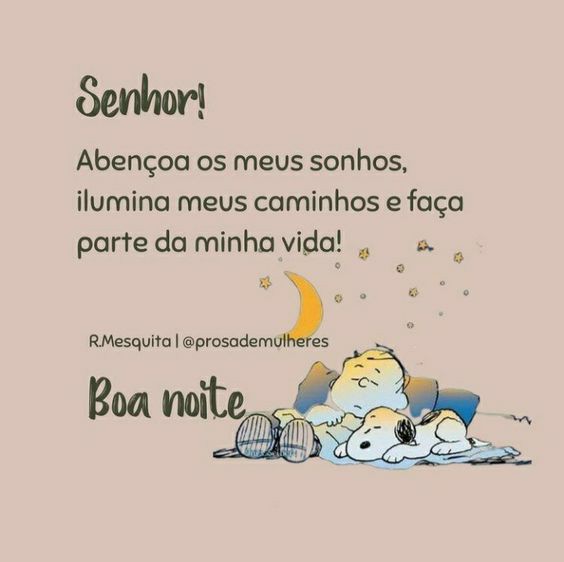 Senhor!
Abençoa os meus sonhos,
ilumina meus caminhos e faça
parte da minha vida!
R.Mesquita | @prosademulheres
Boa noite